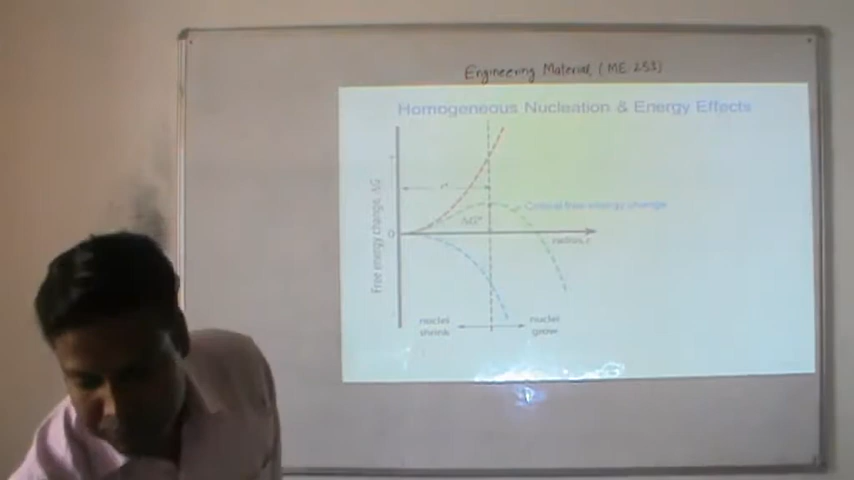 Engineering Material (ME 253)
Homogeneous Nucleation & Energy Effects
Free energy change, ΔG
r*
Critical free energy change
ΔG*
0
radius, r
nuclei
shrink
nuclei
grow